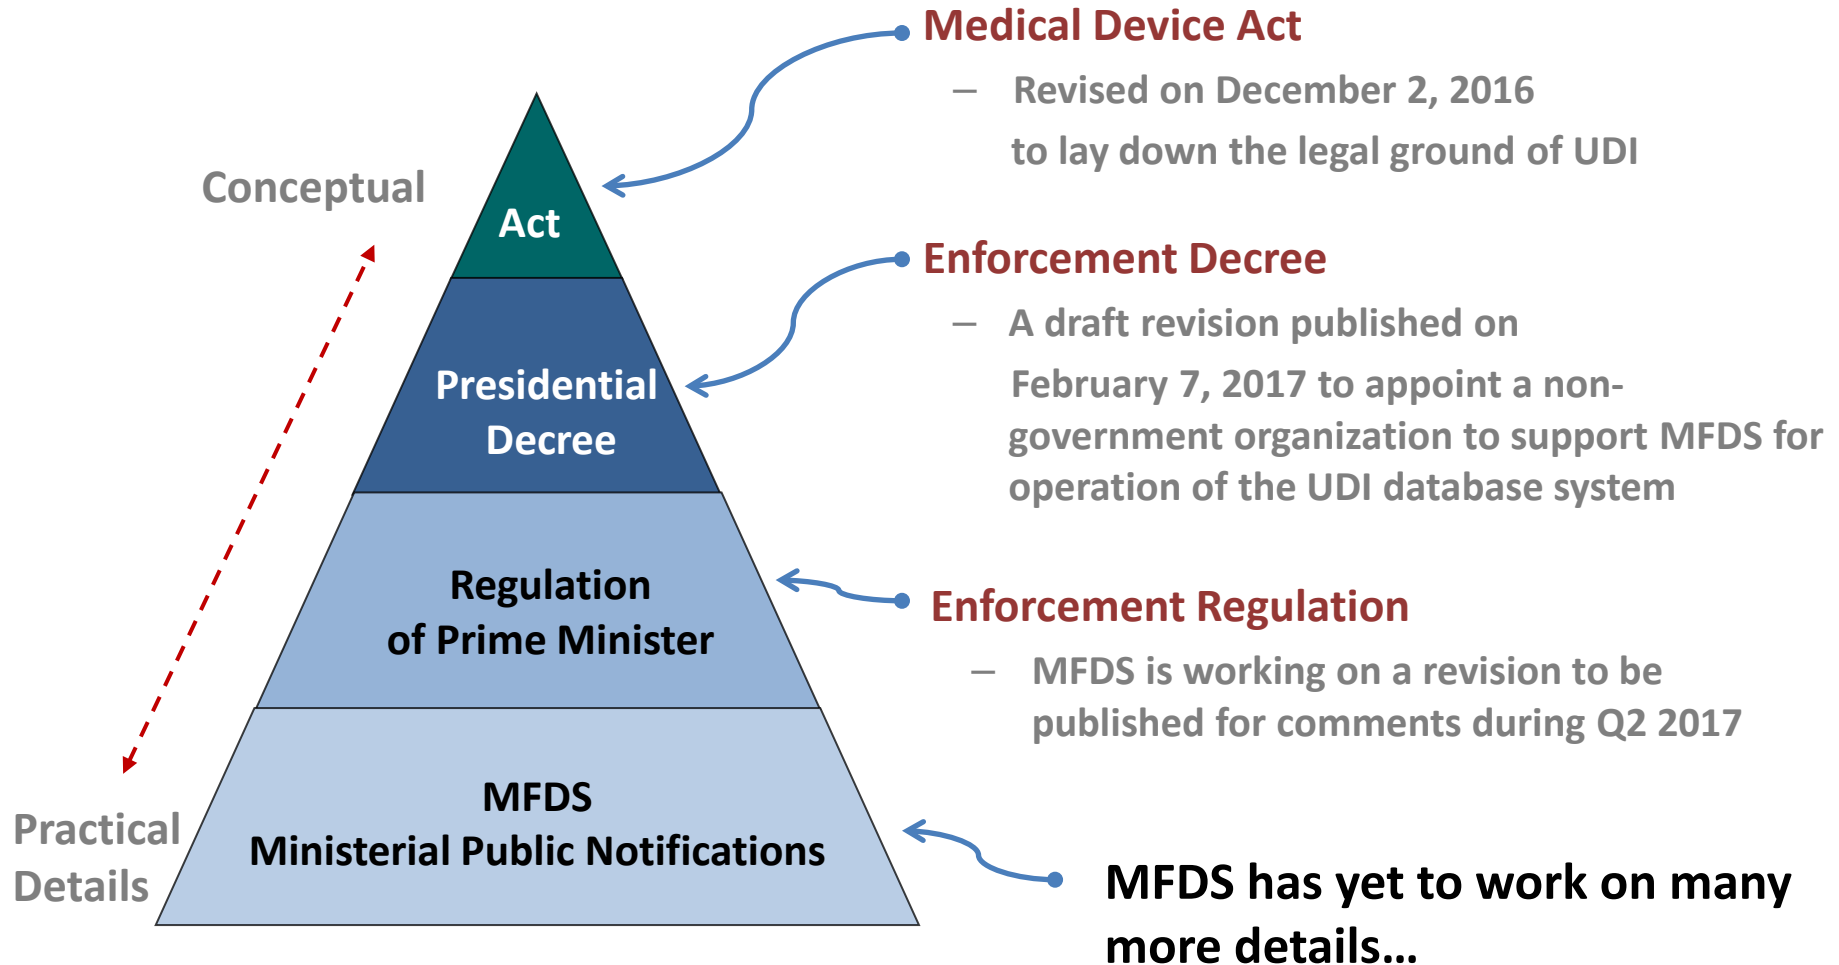 Medical Device Act
– Revised on December 2, 2016
to lay down the legal ground of UDI
Conceptual
Act
Enforcement Decree
– A draft revision published on
February 7, 2017 to appoint a non-
government organization to support MFDS for
operation of the UDI database system
Presidential
Decree
Regulation
of Prime Minister
Enforcement Regulation
– MFDS is working on a revision to be
published for comments during Q2 2017
MFDS
Ministerial Public Notifications
Practical
Details
MFDS has yet to work on many
more details...